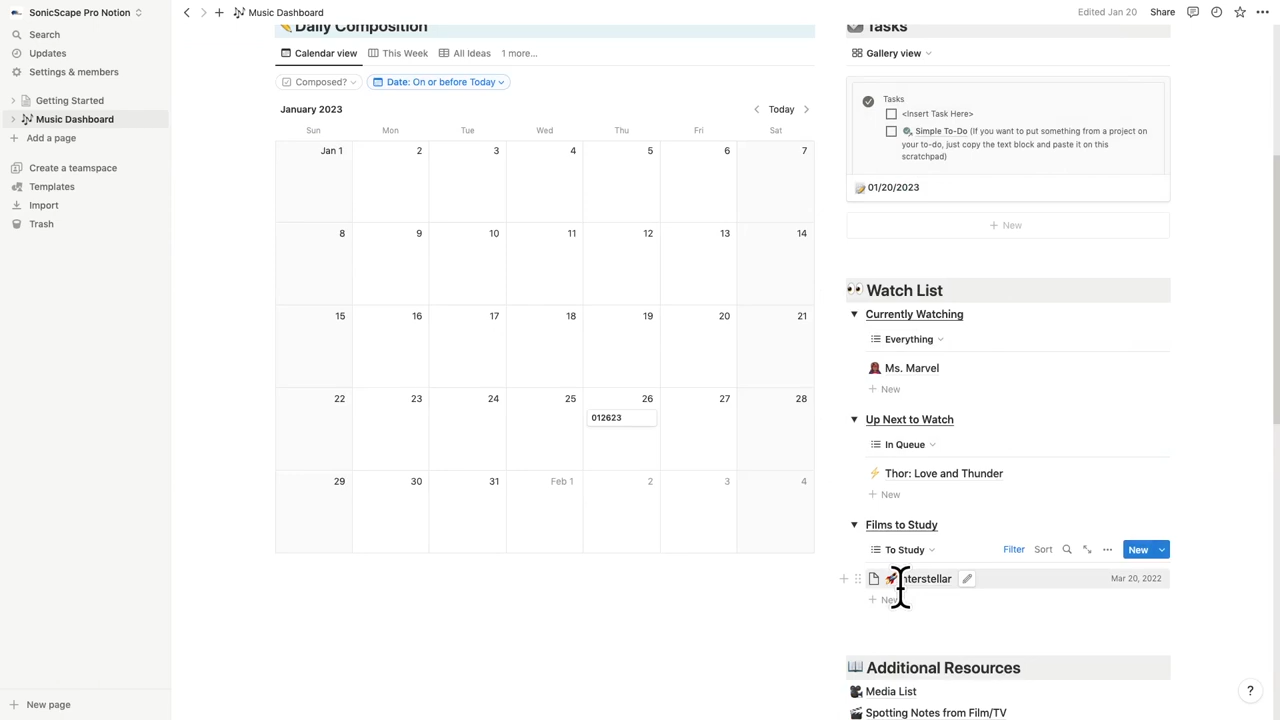 SonicScape Pro Notion
Search
Updates
Settings & members
Getting Started
Music Dashboard
Add a page
Create a teamspace
Templates
Import
Trash
New page
Music Dashboard
Edited Jan 20
Share
Daily Composition
Calendar view
This Week
All Ideas
1 more...
Composed?
Date: On or before Today
January 2023
Today
Sun Mon Tue Wed Thu Fri Sat
Jan 1 2 3 4 5 6 7
8 9 10 11 12 13 14
15 16 17 18 19 20 21
22 23 24 25 26 27 28
012623
29 30 31 Feb 1 2 3 4
Tasks
Gallery view
Tasks
<Insert Task Here>
Simple To-Do (If you want to put something from a project on
your to-do, just copy the text block and paste it on this
scratchpad)
01/20/2023
New
Watch List
Currently Watching
Everything
Ms. Marvel
New
Up Next to Watch
In Queue
Thor: Love and Thunder
New
Films to Study
To Study
Filter Sort New
Interstellar
Mar 20, 2022
New
Additional Resources
Media List
Spotting Notes from Film/TV
?